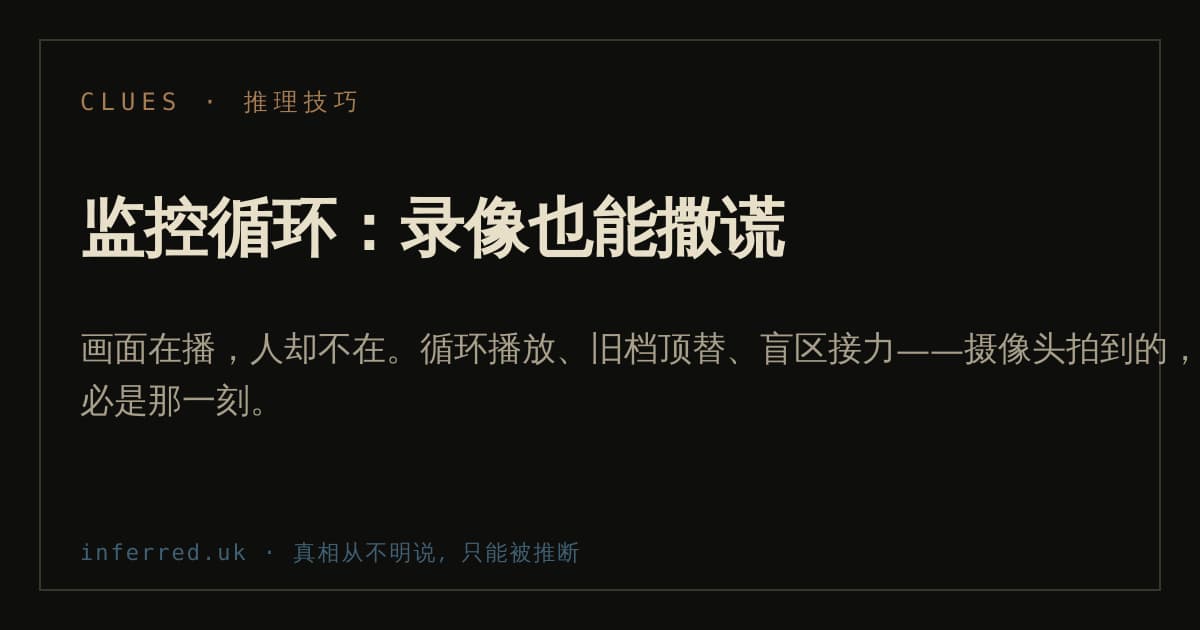 CLUES · 推理技巧
监控循环：录像也能撒谎
画面在播，人却不在。循环播放、旧档顶替、盲区接力——摄像头拍到的，
必是那一刻。
inferred.uk · 真相从不明说, 只能被推断